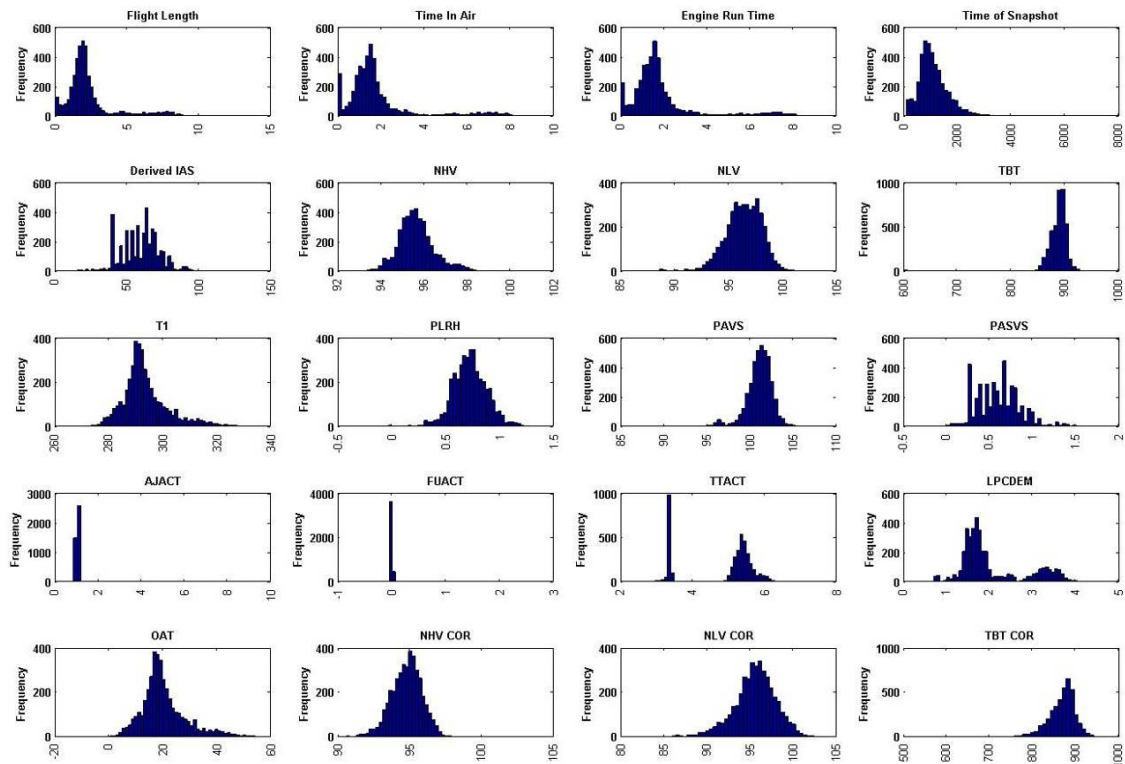 Flight Length
Frequency
600
400
200
0
0 5 10 15
Time In Air
Frequency
600
400
200
0
0 2 4 6 8 10
Engine Run Time
Frequency
600
400
200
0
0 2 4 6 8 10
Time of Snapshot
Frequency
600
400
200
0
0 2000 4000 6000 8000
Derived IAS
Frequency
600
400
200
0
0 50 100 150
NHV
Frequency
600
400
200
0
92 94 96 98 100 102
NLV
Frequency
400
200
0
85 90 95 100 105
TBT
Frequency
1000
500
0
600 700 800 900 1000
T1
Frequency
400
200
0
260 280 300 320 340
PLRH
Frequency
400
200
0
-0.5 0 0.5 1 1.5
PAVS
Frequency
600
400
200
0
85 90 95 100 105 110
PASVS
Frequency
600
400
200
0
-0.5 0 0.5 1 1.5 2
AJACT
Frequency
3000
2000
1000
0
0 2 4 6 8 10
FUACT
Frequency
4000
2000
0
-1 0 1 2 3
TTACT
Frequency
1000
500
0
2 4 6 8
LPCDEM
Frequency
600
400
200
0
0 1 2 3 4 5
OAT
Frequency
400
200
0
-20 0 20 40 60
NHV COR
Frequency
400
200
0
90 95 100 105
NLV COR
Frequency
400
200
0
80 85 90 95 100 105
TBT COR
Frequency
1000
500
0
500 600 700 800 900 1000